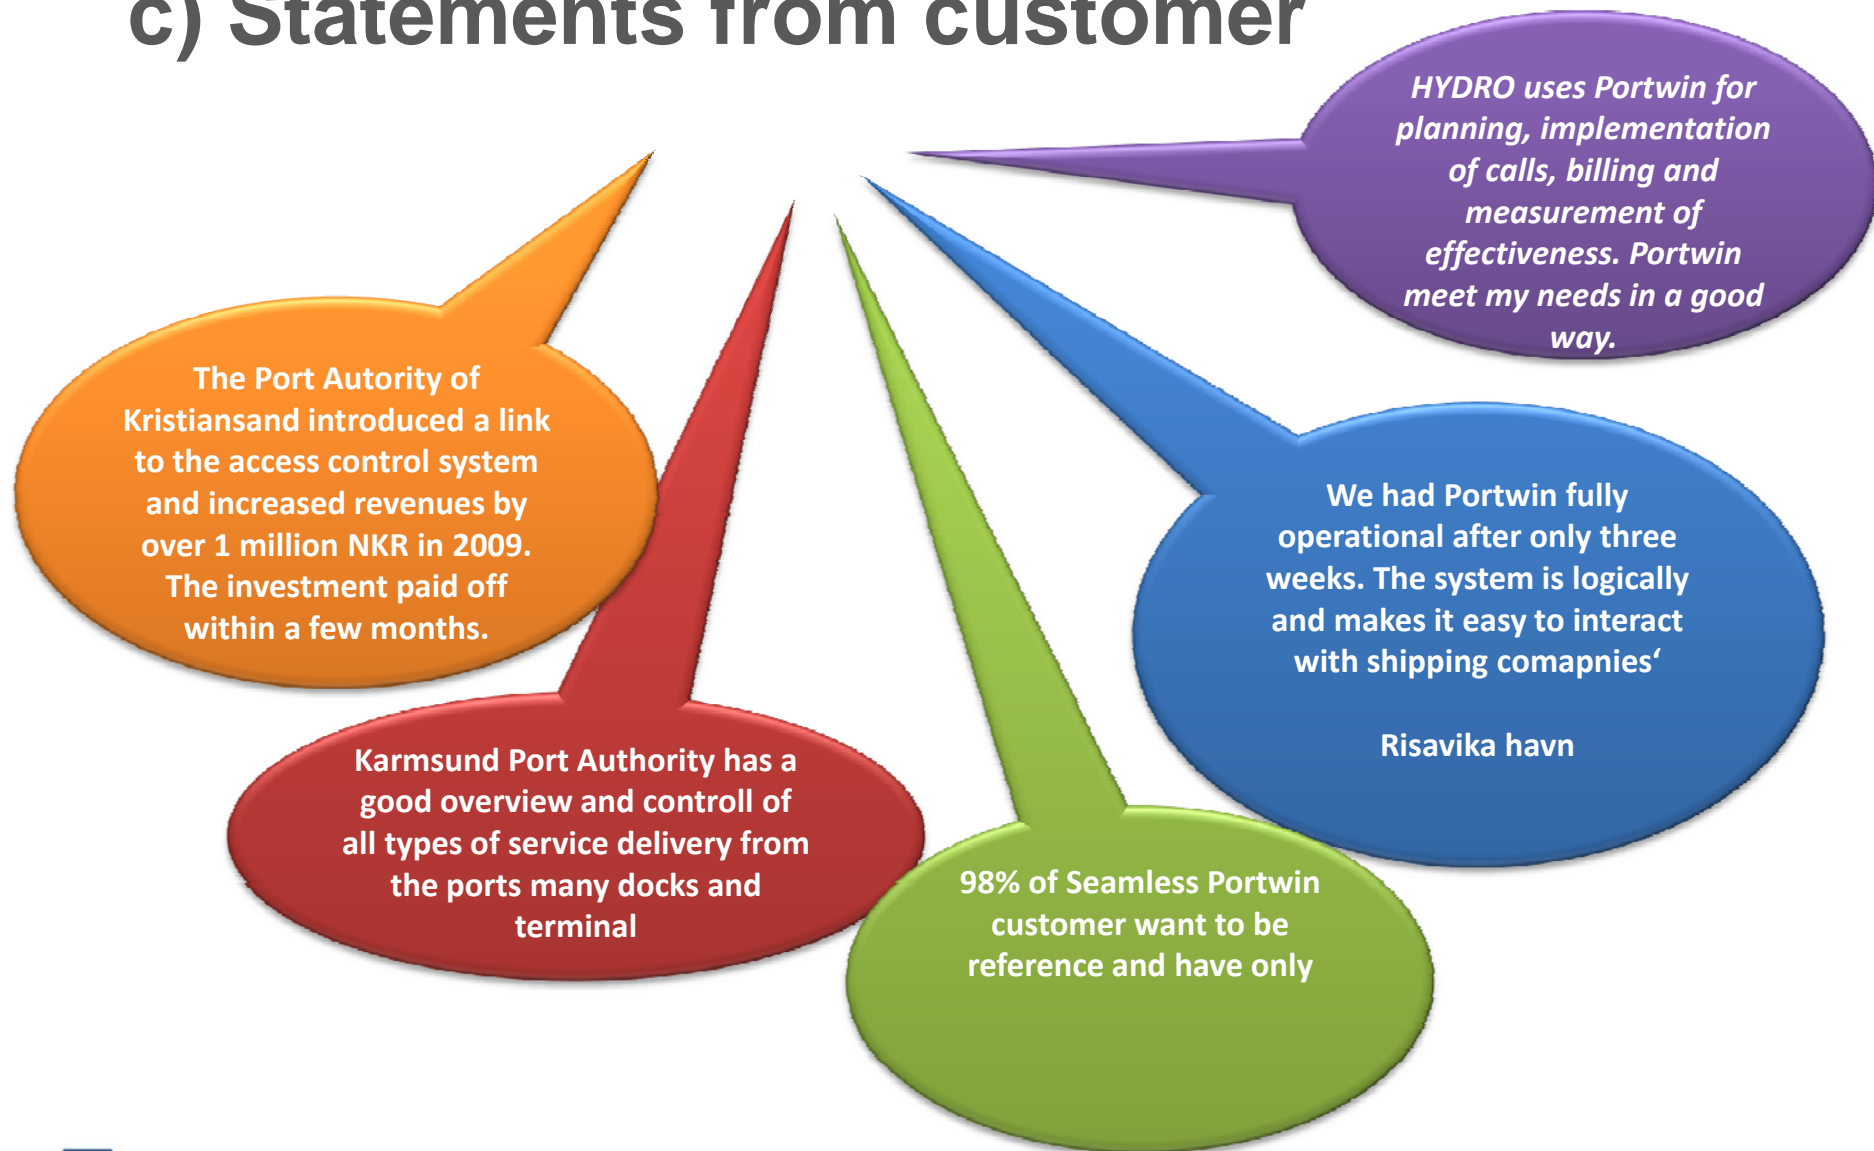 c) Statements from customer
HYDRO uses Portwin for
planning, implementation
of calls, billing and
measurement of
effectiveness. Portwin
meet my needs in a good
way.
The Port Autority of
Kristiansand introduced a link
to the access control system
and increased revenues by
over 1 million NKR in 2009.
The investment paid off
within a few months.
We had Portwin fully
operational after only three
weeks. The system is logically
and makes it easy to interact
with shipping comapnies‘
Risavika havn
Karmsund Port Authority has a
good overview and controll of
all types of service delivery from
the ports many docks and
terminal
98% of Seamless Portwin
customer want to be
reference and have only